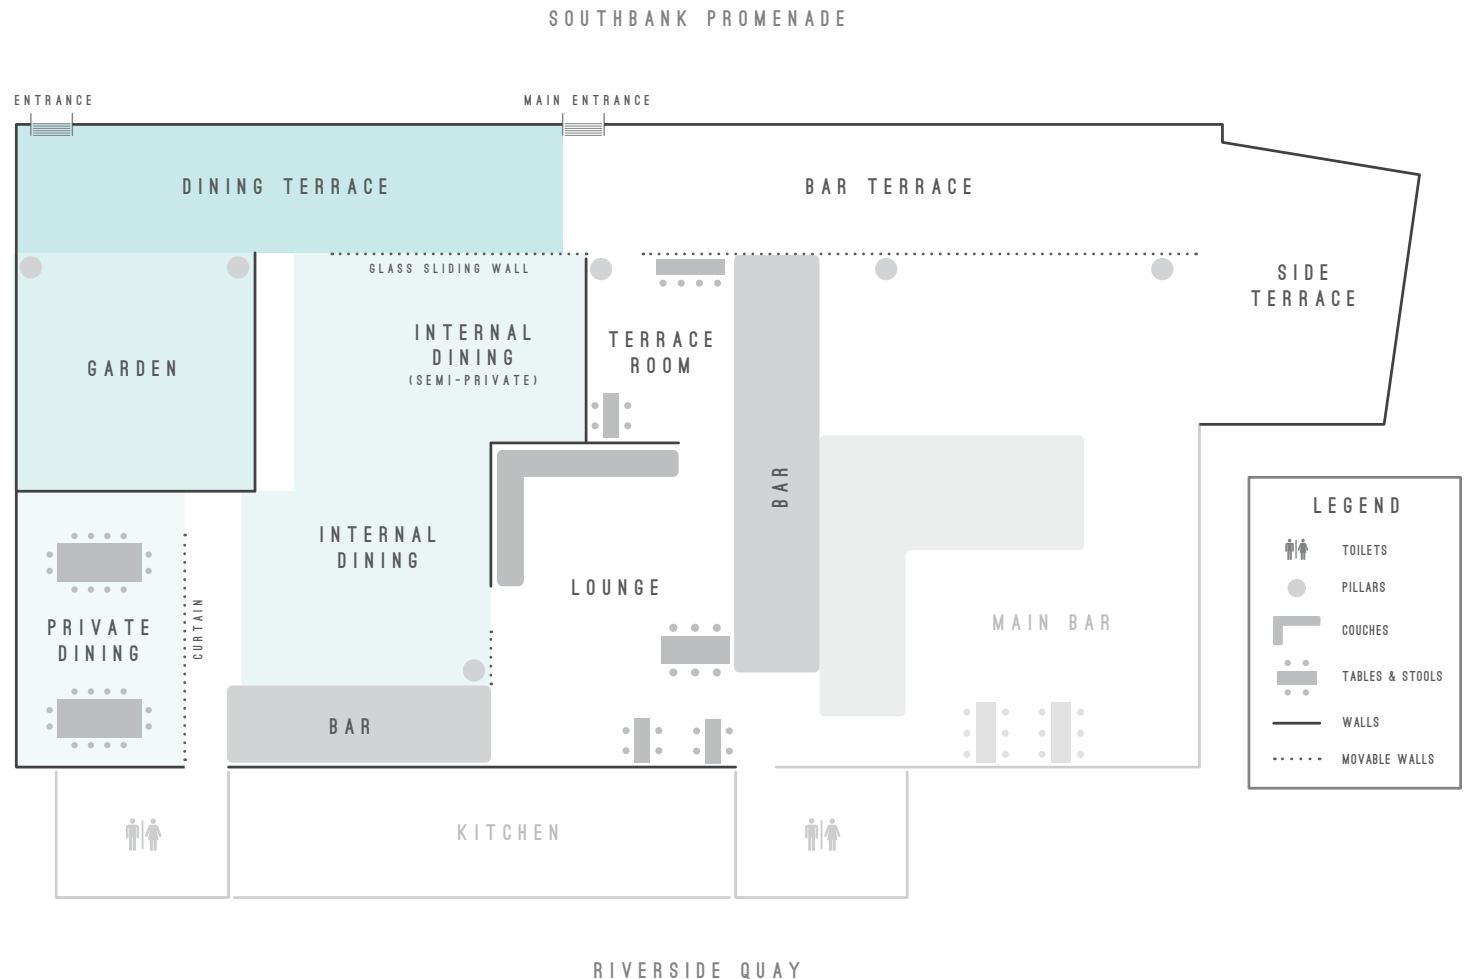 SOUTHBANK PROMENADE
ENTRANCE
MAIN ENTRANCE
DINING TERRACE
BAR TERRACE
GLASS SLIDING WALL
SIDE
TERRACE
INTERNAL
DINING
(SEMI-PRIVATE)
TERRACE
ROOM
GARDEN
BAR
INTERNAL
DINING
LOUNGE
PRIVATE
DINING
CURTAIN
MAIN BAR
BAR
KITCHEN
LEGEND
TOILETS
PILLARS
COUCHES
TABLES & STOOLS
WALLS
MOVABLE WALLS
RIVERSIDE QUAY